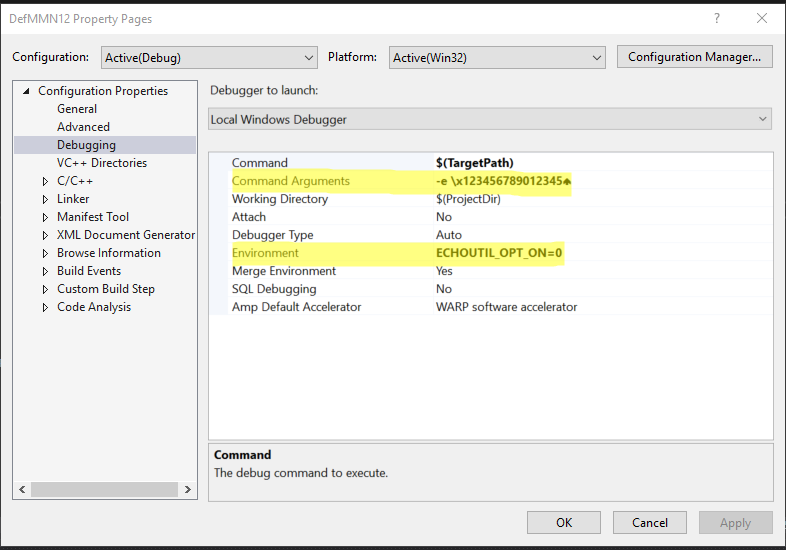 DefMMN12 Property Pages
Configuration: Active(Debug) Platform: Active(Win32) Configuration Manager...
Configuration Properties
General
Advanced
Debugging
VC++ Directories
C/C++
Linker
Manifest Tool
XML Document Generator
Browse Information
Build Events
Custom Build Step
Code Analysis
Debugger to launch:
Local Windows Debugger
Command $(TargetPath)
Command Arguments -e \x123456789012345♠
Working Directory $(ProjectDir)
Attach No
Debugger Type Auto
Environment ECHOUTIL_OPT_ON=0
Merge Environment Yes
SQL Debugging No
Amp Default Accelerator WARP software accelerator
Command
The debug command to execute.
OK Cancel Apply